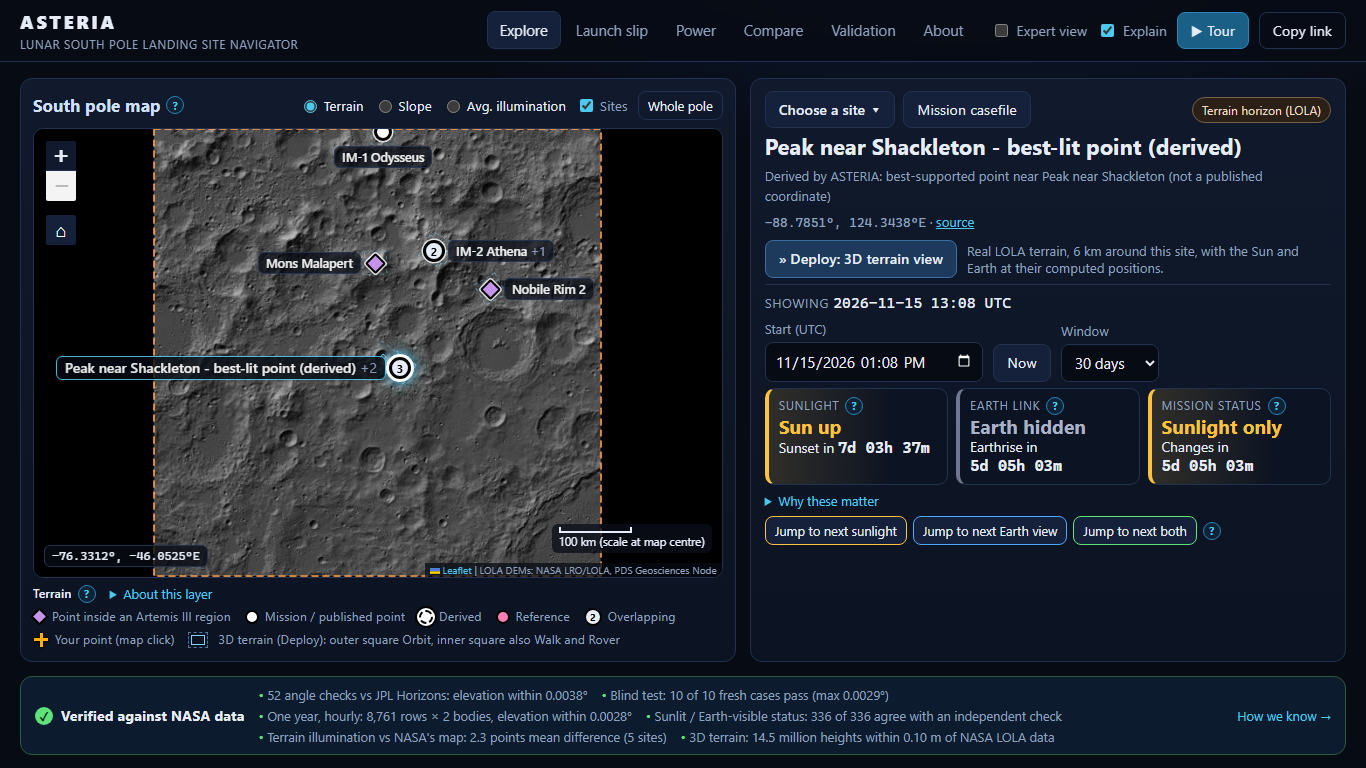 ASTERIA
LUNAR SOUTH POLE LANDING SITE NAVIGATOR
Explore
Launch slip
Power
Compare
Validation
About
Expert view
Explain
▶ Tour
Copy link
South pole map ?
Terrain
Slope
Avg. illumination
Sites
Whole pole
+
−
⌂
IM-1 Odysseus
2
IM-2 Athena +1
Mons Malapert
Nobile Rim 2
Peak near Shackleton - best-lit point (derived) +2
3
100 km (scale at map centre)
−76.3312°, −46.0525°E
Leaflet | LOLA DEMs: NASA LRO/LOLA, PDS Geosciences Node
Terrain ? ▶ About this layer
Point inside an Artemis III region
Mission / published point
Derived
Reference
2 Overlapping
Your point (map click)
3D terrain (Deploy): outer square Orbit, inner square also Walk and Rover
Choose a site ▾
Mission casefile
Terrain horizon (LOLA)
Peak near Shackleton - best-lit point (derived)
Derived by ASTERIA: best-supported point near Peak near Shackleton (not a published
coordinate)
−88.7851°, 124.3438°E · source
» Deploy: 3D terrain view
Real LOLA terrain, 6 km around this site, with the Sun and
Earth at their computed positions.
SHOWING 2026−11−15 13:08 UTC
Start (UTC)
Window
11/15/2026 01:08 PM
Now
30 days
SUNLIGHT ?
Sun up
Sunset in 7d 03h 37m
EARTH LINK ?
Earth hidden
Earthrise in
5d 05h 03m
MISSION STATUS ?
Sunlight only
Changes in
5d 05h 03m
▶ Why these matter
Jump to next sunlight
Jump to next Earth view
Jump to next both
?
Verified against NASA data
• 52 angle checks vs JPL Horizons: elevation within 0.0038° • Blind test: 10 of 10 fresh cases pass (max 0.0029°)
• One year, hourly: 8,761 rows × 2 bodies, elevation within 0.0028° • Sunlit / Earth-visible status: 336 of 336 agree with an independent check
• Terrain illumination vs NASA's map: 2.3 points mean difference (5 sites) • 3D terrain: 14.5 million heights within 0.10 m of NASA LOLA data
How we know →